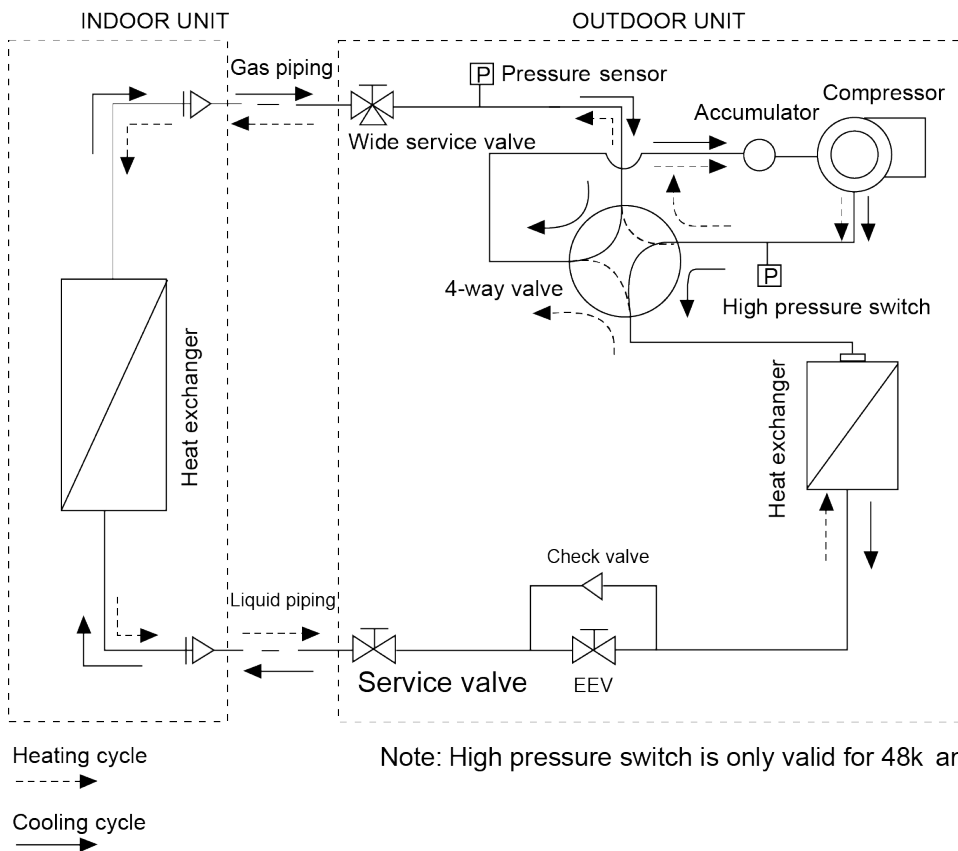 INDOOR UNIT
OUTDOOR UNIT
Gas piping
P
Pressure sensor
Wide service valve
Accumulator
Compressor
4-way valve
P
High pressure switch
Heat exchanger
Heat exchanger
Check valve
Liquid piping
Service valve
EEV
Heating cycle
Note: High pressure switch is only valid for 48k
Cooling cycle